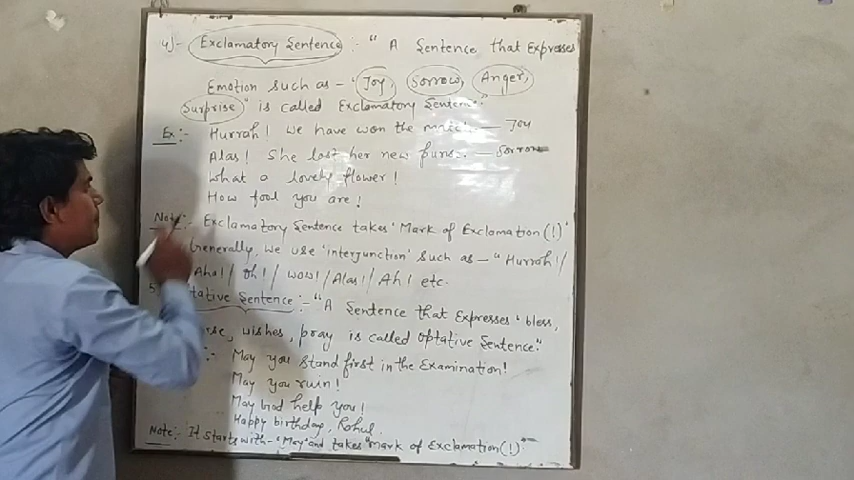 4)- Exclamatory Sentence :- "A Sentence that Expresses
Emotion such as - "Joy, Sorrow, Anger,
Surprise" is called Exclamatory Sentence"
Ex:- Hurrah! We have won the match. — Joy
Alas! She lost her new purse. — Sorrow
What a lovely flower!
How fool you are!
Note:- Exclamatory Sentence takes "Mark of Exclamation (!)"
Generally, we use 'interjunction' such as - "Hurrah!/
Aha!/ Oh!/ Wow!/ Alas!/ Ah! etc.
5 tative Sentence :- "A Sentence that Expresses "bless,
rse, wishes, pray is called Optative Sentence."
:- May you stand first in the Examination!
May you ruin!
May God help you!
Happy birthday, Rahul.
Note:- It starts with - "May" and takes "Mark of Exclamation (!)"